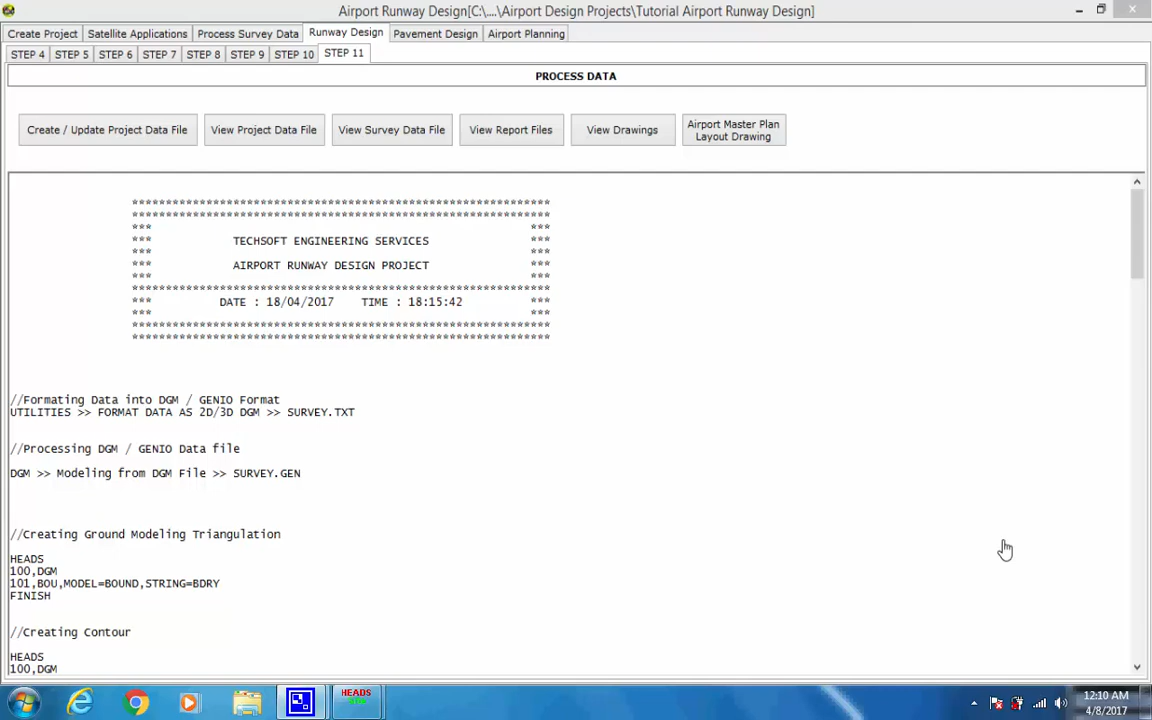 Airport Runway Design[C:\....\Airport Design Projects\Tutorial Airport Runway Design]
Create Project Satellite Applications Process Survey Data Runway Design Pavement Design Airport Planning
STEP 4 STEP 5 STEP 6 STEP 7 STEP 8 STEP 9 STEP 10 STEP 11
PROCESS DATA
Create / Update Project Data File View Project Data File View Survey Data File View Report Files View Drawings Airport Master Plan
Layout Drawing
**************************************************************
**************************************************************
*** ***
*** TECHSOFT ENGINEERING SERVICES ***
*** ***
*** AIRPORT RUNWAY DESIGN PROJECT ***
*** ***
**************************************************************
*** DATE : 18/04/2017 TIME : 18:15:42 ***
*** ***
**************************************************************
**************************************************************
//Formating Data into DGM / GENIO Format
UTILITIES >> FORMAT DATA AS 2D/3D DGM >> SURVEY.TXT
//Processing DGM / GENIO Data file
DGM >> Modeling from DGM File >> SURVEY.GEN
//Creating Ground Modeling Triangulation
HEADS
100,DGM
101,BOU,MODEL=BOUND,STRING=BDRY
FINISH
//Creating Contour
HEADS
100,DGM
HEADS
12:10 AM
4/8/2017